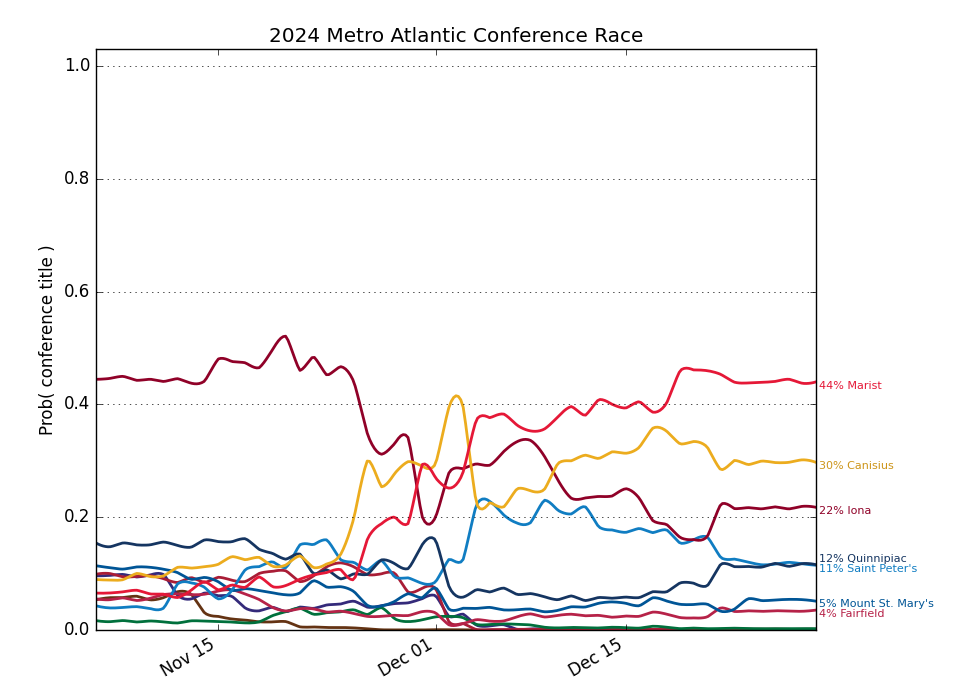 2024 Metro Atlantic Conference Race
Prob( conference title )
1.0
0.8
0.6
0.4
0.2
0.0
Nov 15
Dec 01
Dec 15
44% Marist
30% Canisius
22% Iona
12% Quinnipiac
11% Saint Peter's
5% Mount St. Mary's
4% Fairfield